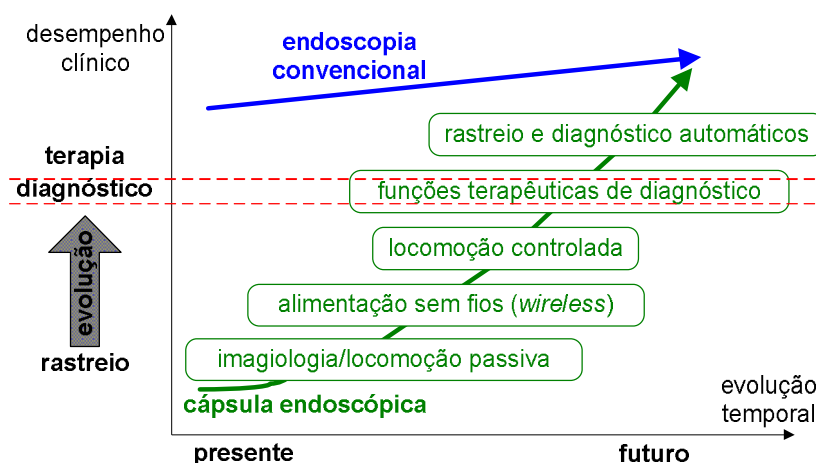 desempenho
clínico
endoscopia
convencional
rastreio e diagnóstico automáticos
terapia
diagnóstico
funções terapêuticas de diagnóstico
locomoção controlada
evolução
alimentação sem fios (wireless)
rastreio
imagiologia/locomoção passiva
cápsula endoscópica
evolução
temporal
presente
futuro